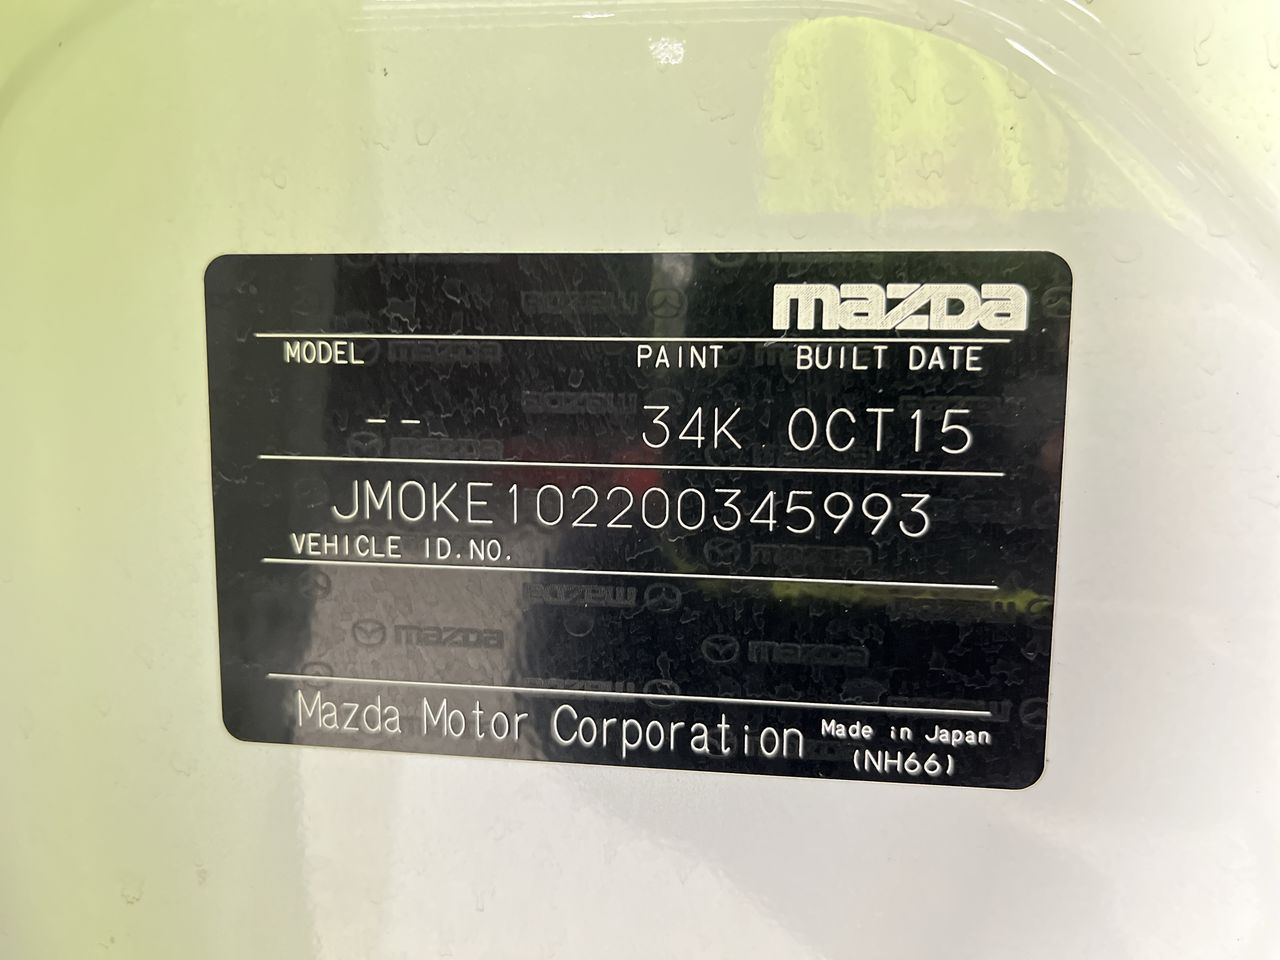 mazda
MODEL PAINT BUILT DATE
-- 34K OCT15
JM0KE102200345993
VEHICLE ID.NO.
Mazda Motor Corporation Made in Japan
(NH66)